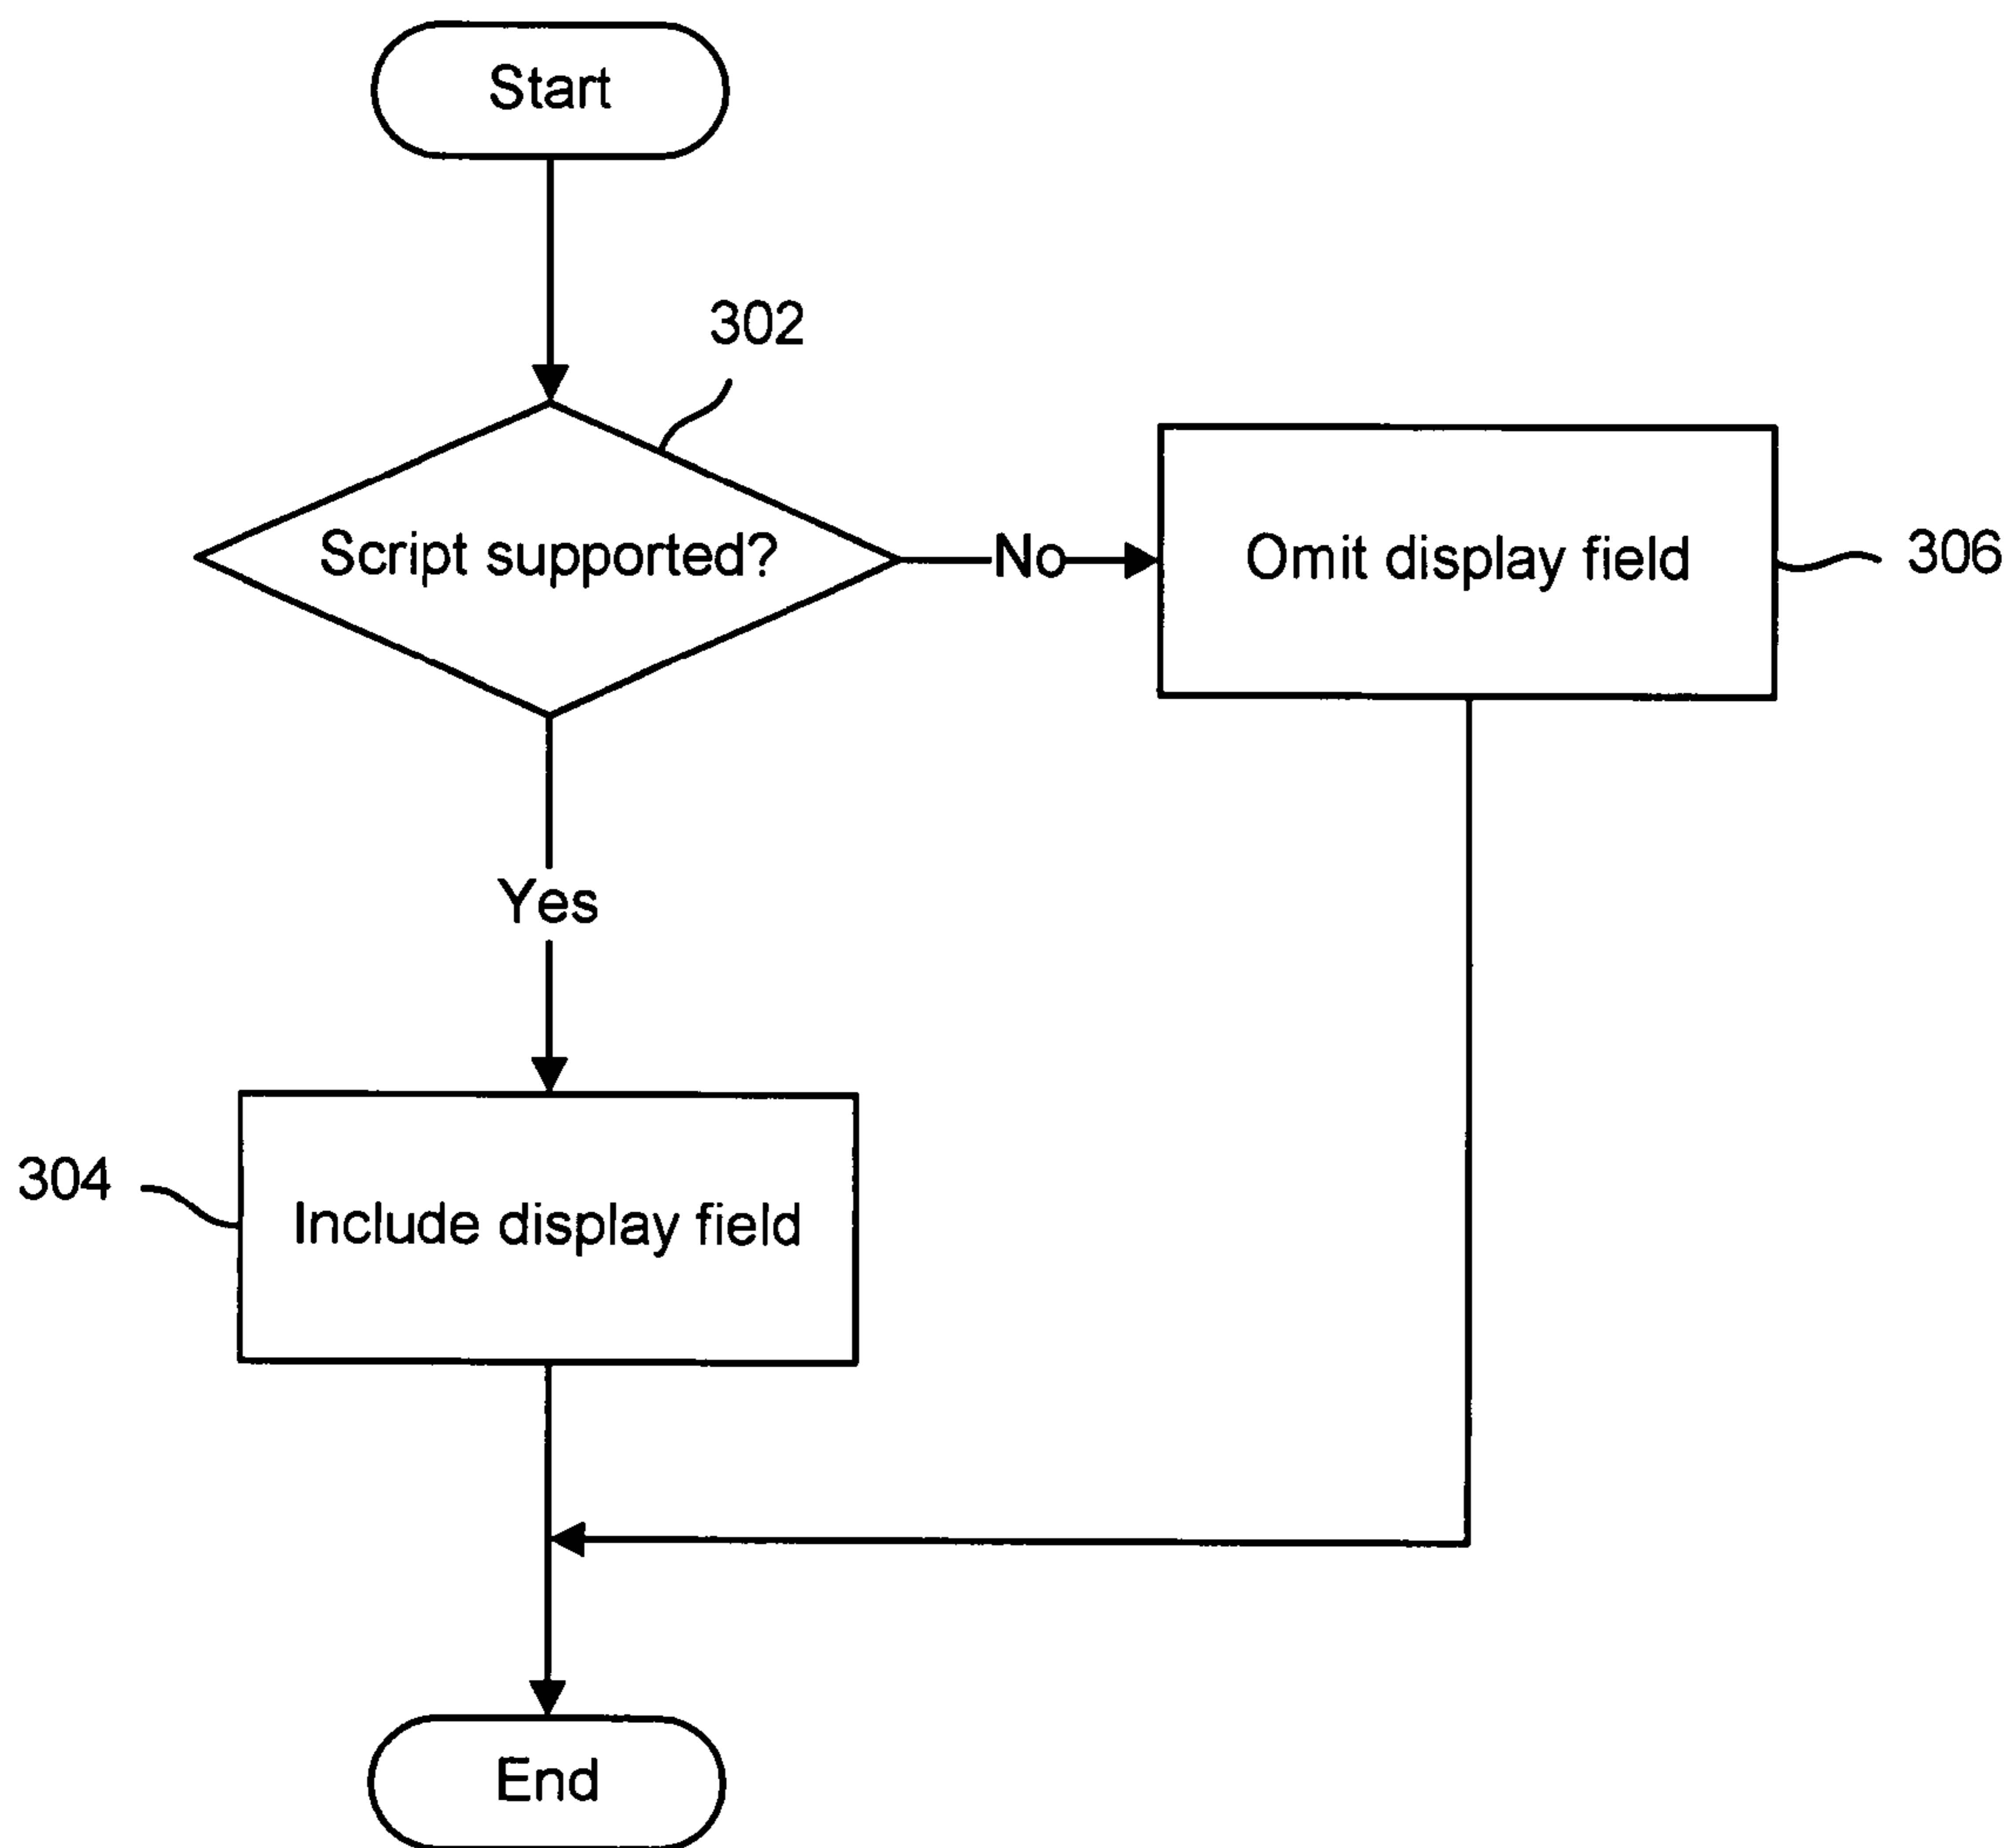 Start
302
Script supported?
No
Omit display field
306
Yes
304
Include display field
End